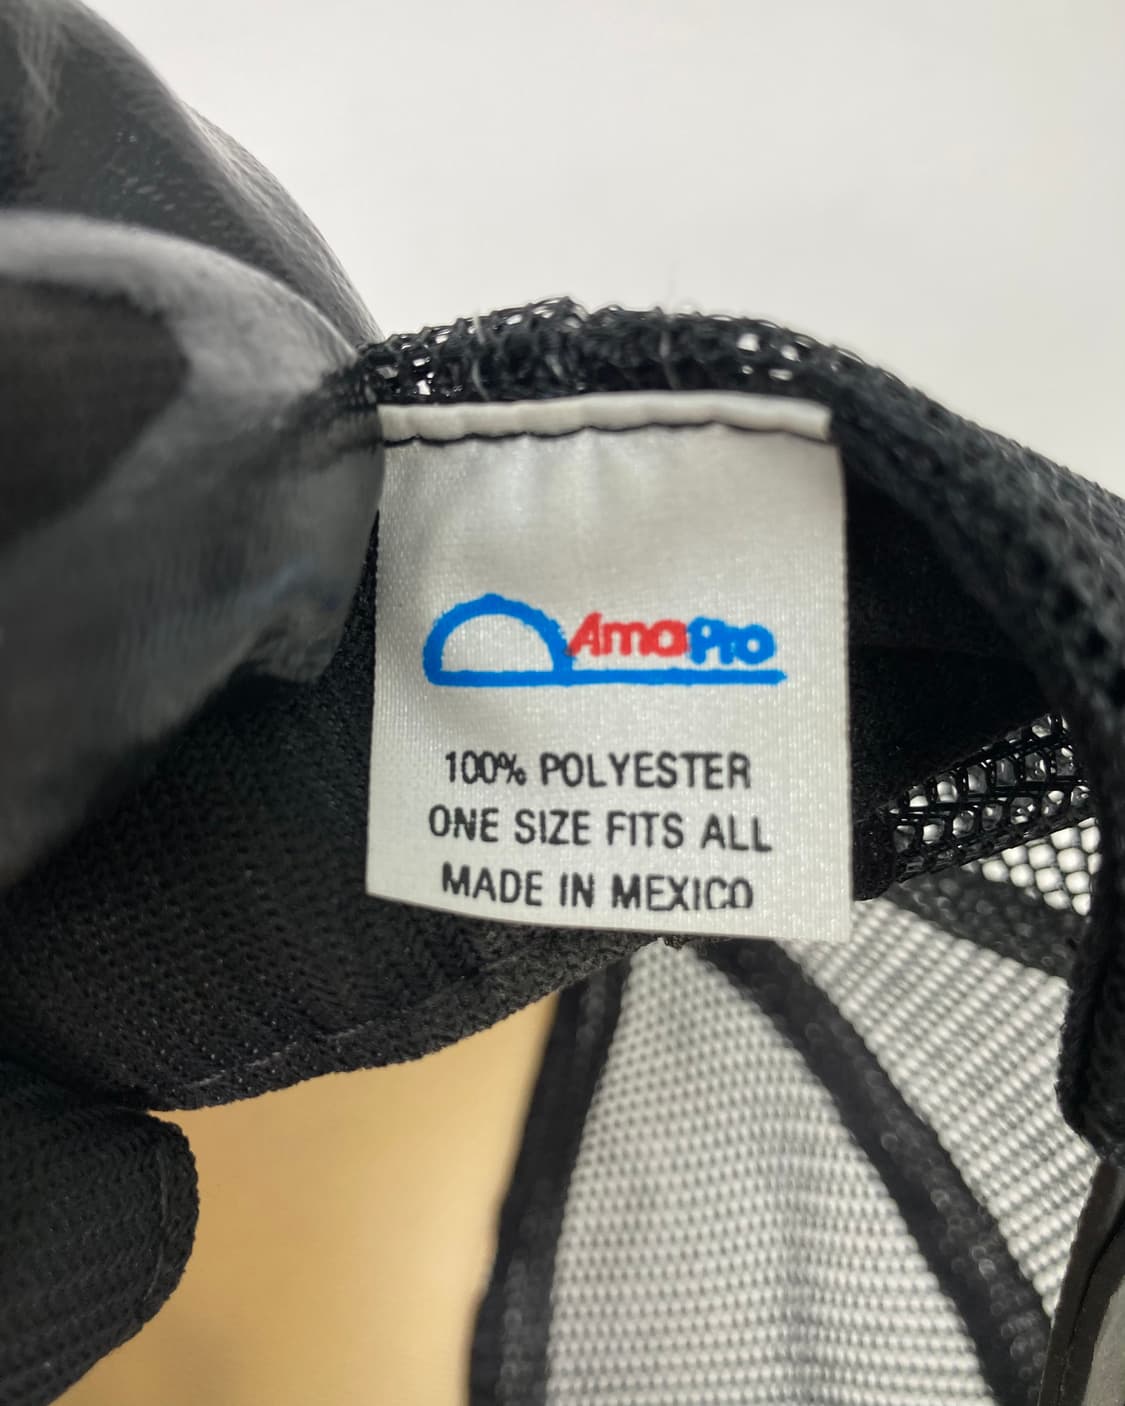 AmaPro
100% POLYESTER
ONE SIZE FITS ALL
MADE IN MEXICO